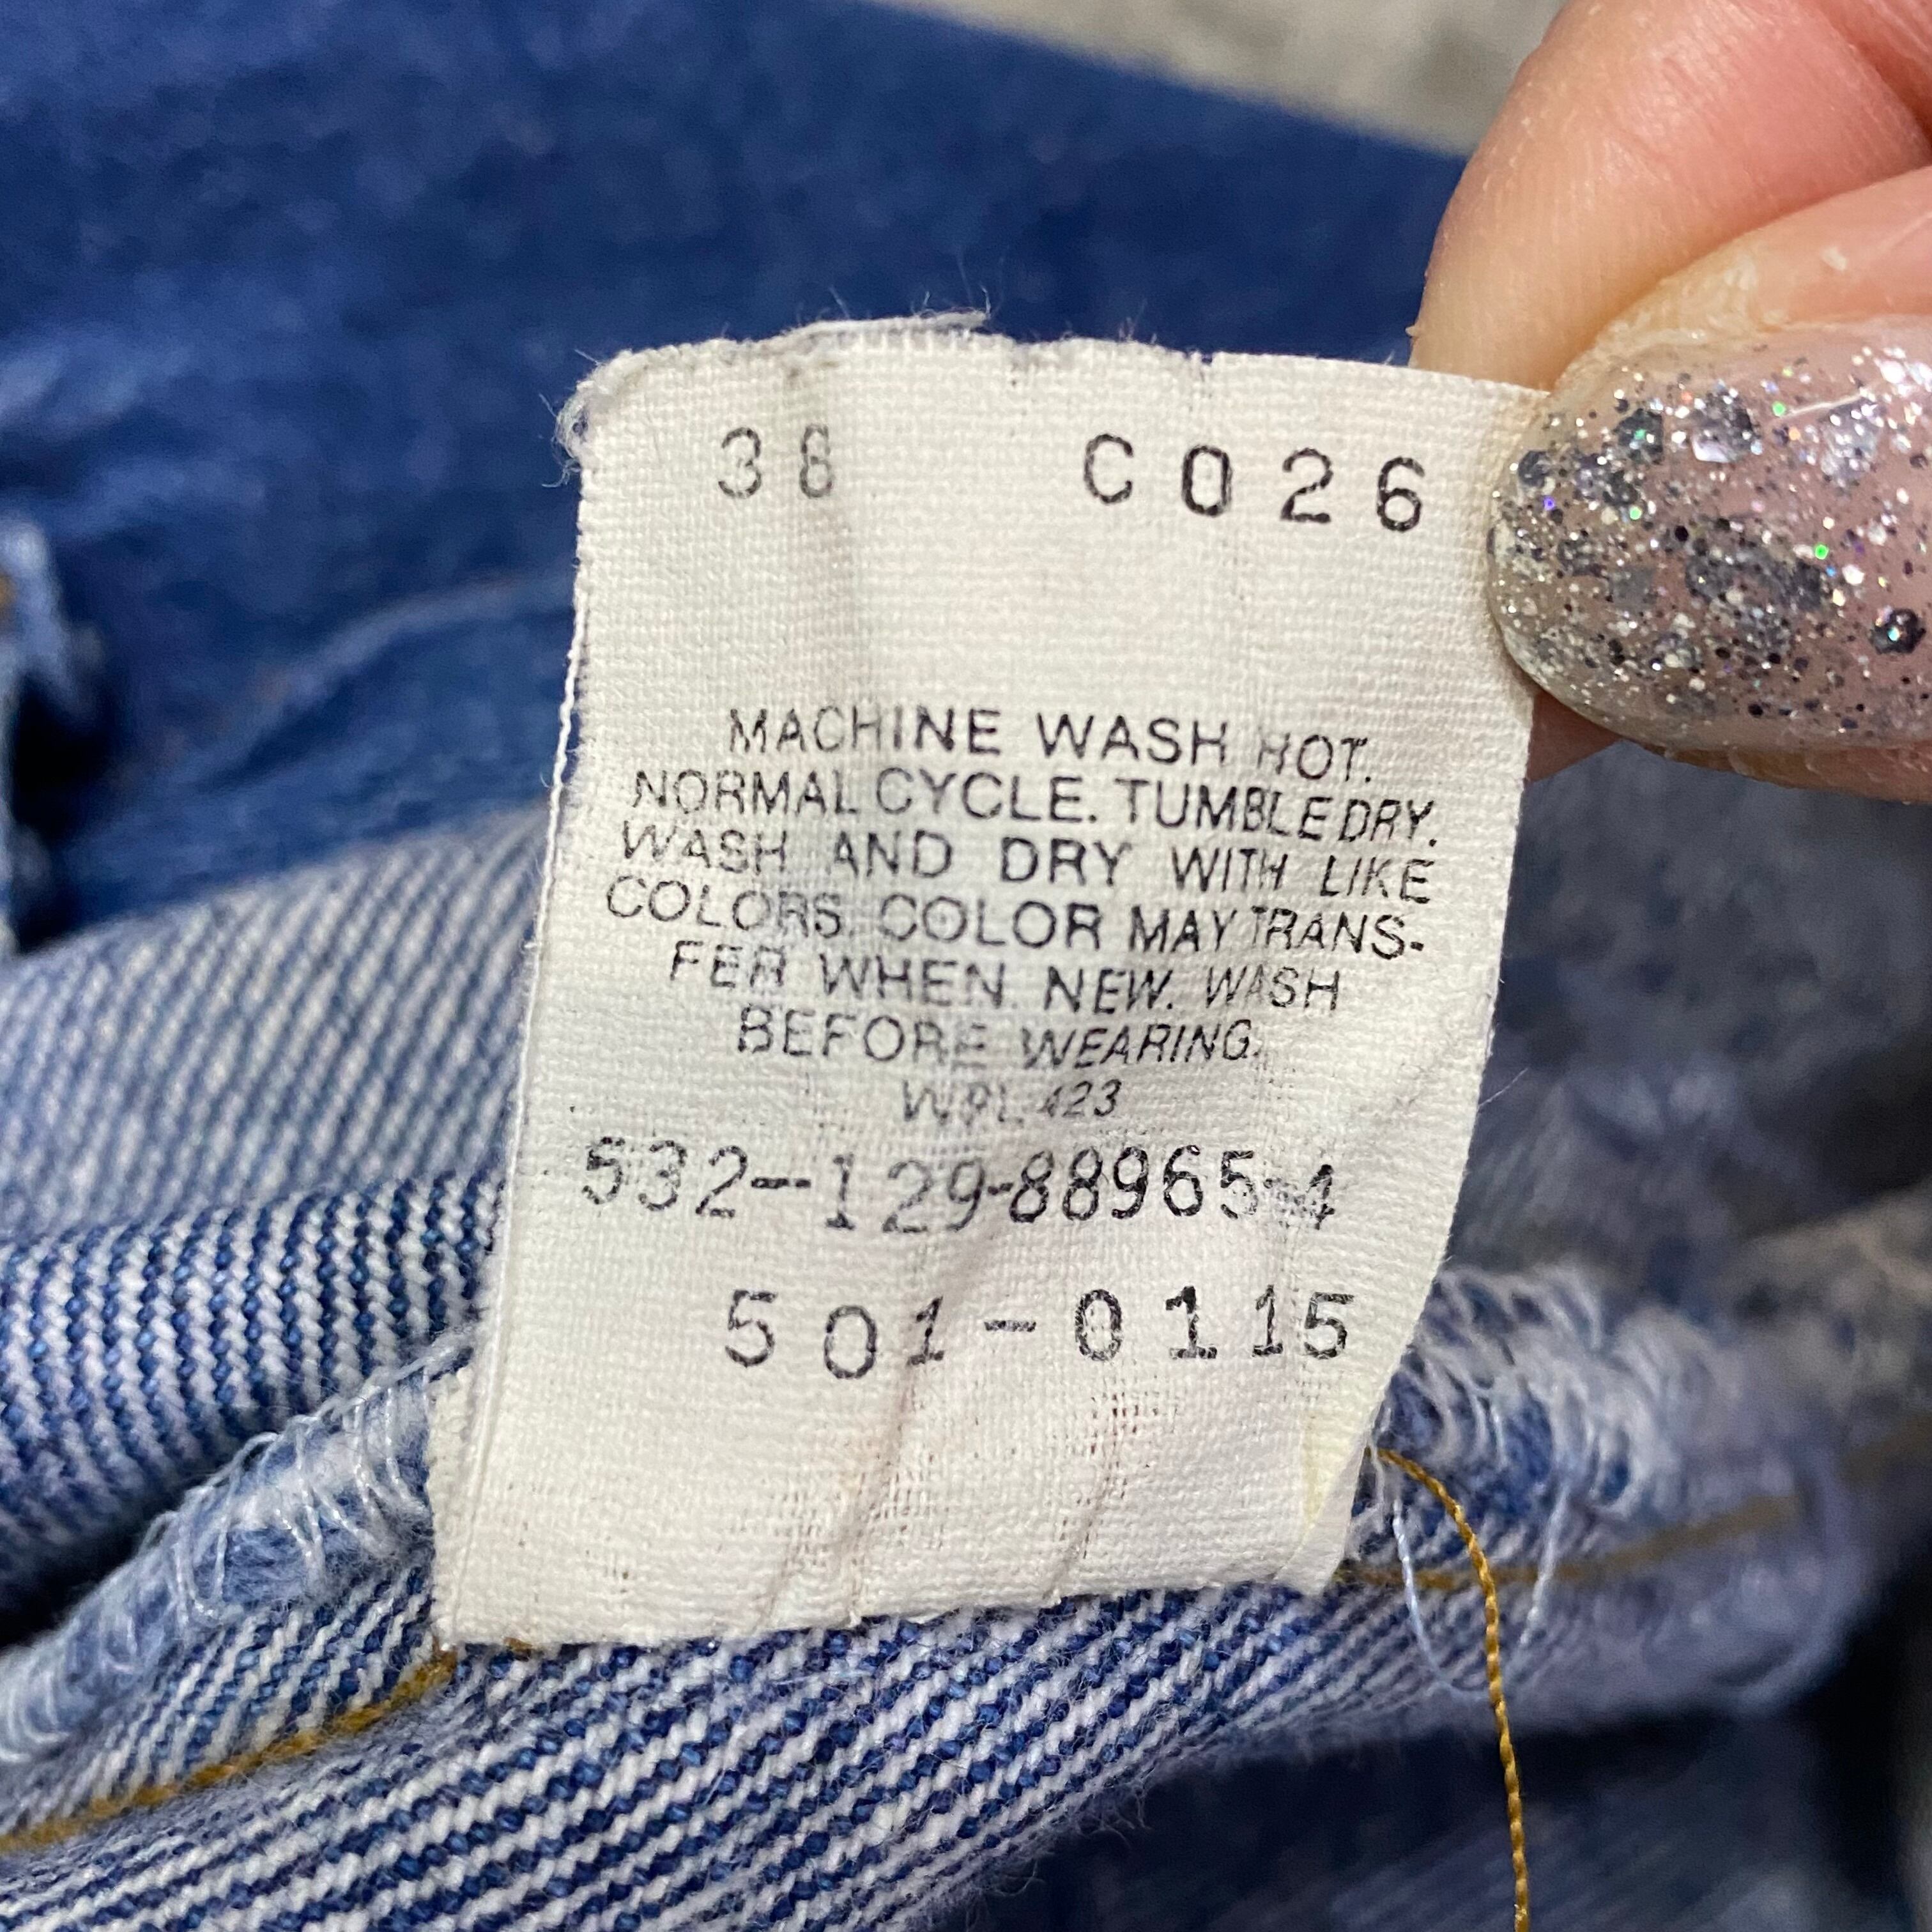 38 C026
MACHINE WASH HOT.
NORMAL CYCLE. TUMBLE DRY.
WASH AND DRY WITH LIKE
COLORS. COLOR MAY TRANS-
FER WHEN NEW. WASH
BEFORE WEARING.
WPL 423
532-129-88965-4
501-0115